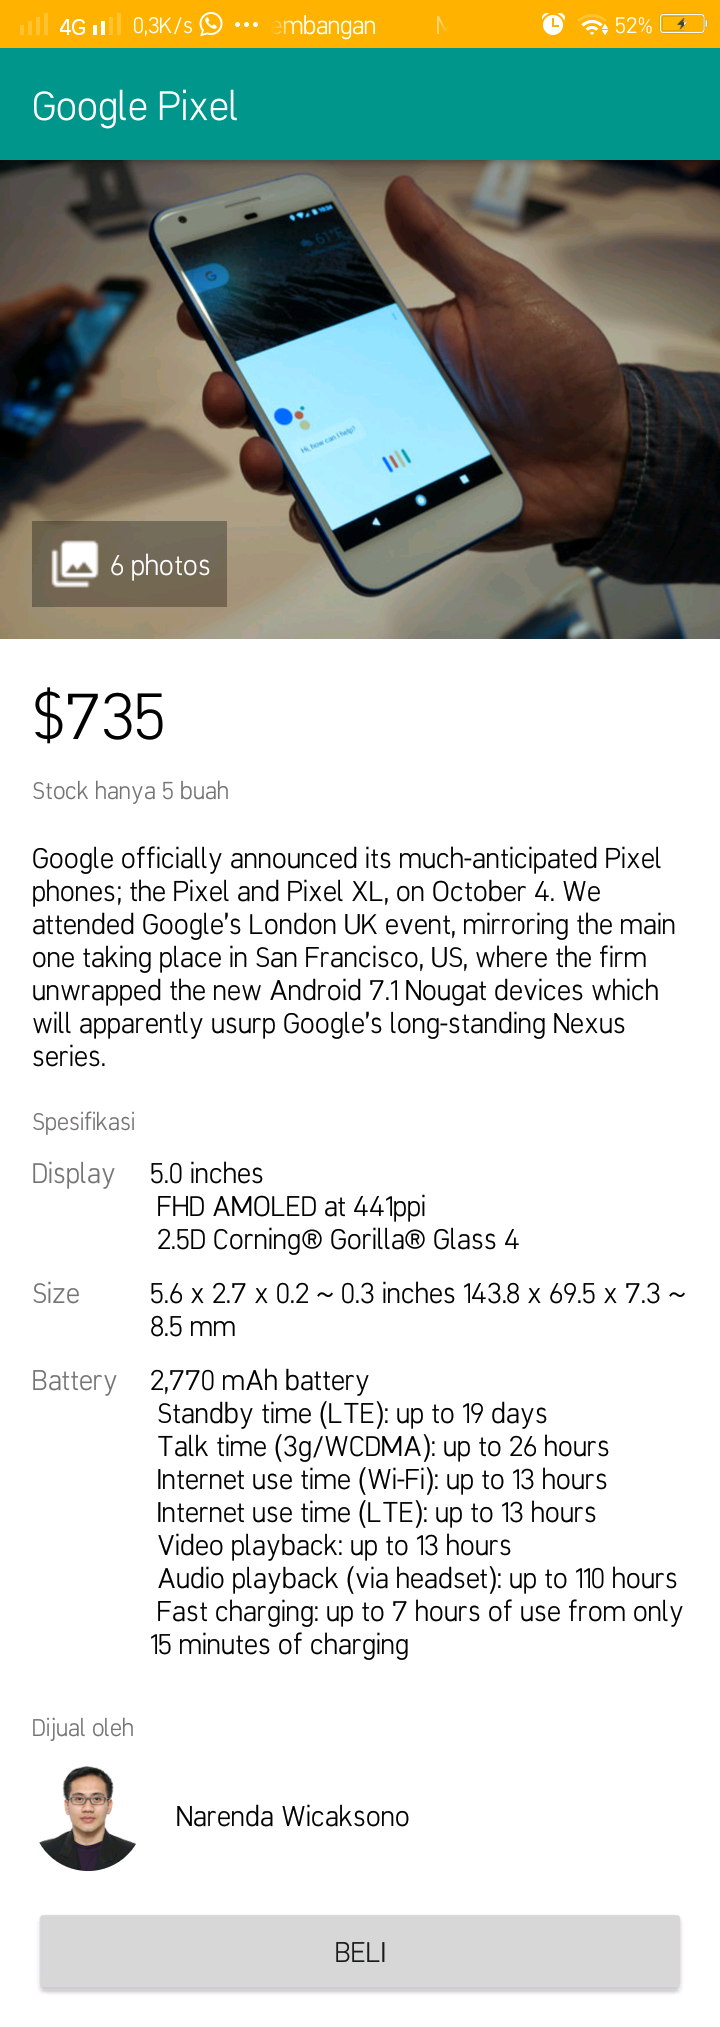 4G 0,3K/s ••• embangan 52%
Google Pixel
61°F
G
Hi, how can I help?
6 photos
$735
Stock hanya 5 buah
Google officially announced its much-anticipated Pixel
phones; the Pixel and Pixel XL, on October 4. We
attended Google’s London UK event, mirroring the main
one taking place in San Francisco, US, where the firm
unwrapped the new Android 7.1 Nougat devices which
will apparently usurp Google’s long-standing Nexus
series.
Spesifikasi
Display 5.0 inches
FHD AMOLED at 441ppi
2.5D Corning® Gorilla® Glass 4
Size 5.6 x 2.7 x 0.2 ~ 0.3 inches 143.8 x 69.5 x 7.3 ~
8.5 mm
Battery 2,770 mAh battery
Standby time (LTE): up to 19 days
Talk time (3g/WCDMA): up to 26 hours
Internet use time (Wi-Fi): up to 13 hours
Internet use time (LTE): up to 13 hours
Video playback: up to 13 hours
Audio playback (via headset): up to 110 hours
Fast charging: up to 7 hours of use from only
15 minutes of charging
Dijual oleh
Narenda Wicaksono
BELI